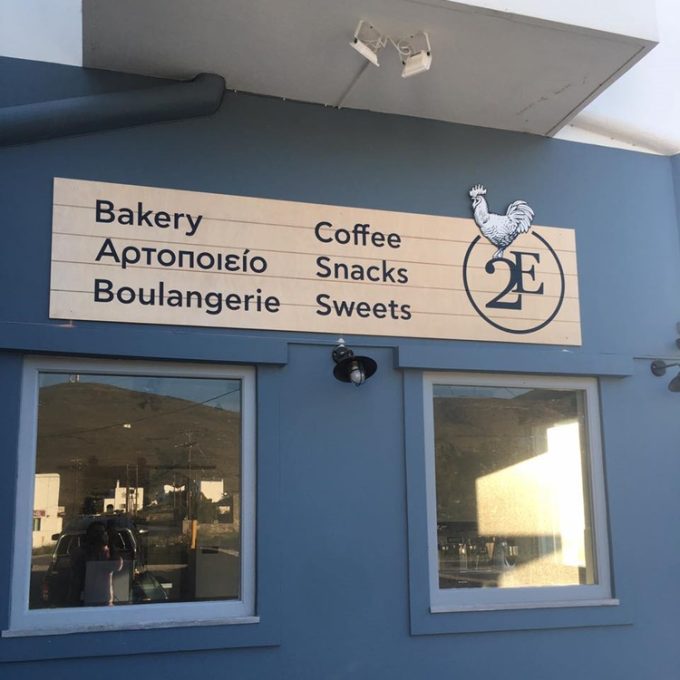 Bakery
Αρτοποιείο
Boulangerie
Coffee
Snacks
Sweets
2E